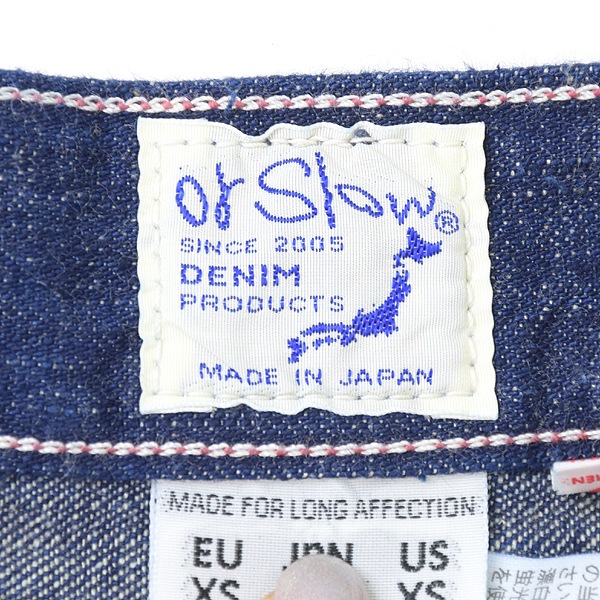 or Slow®
SINCE 2005
DENIM
PRODUCTS
MADE IN JAPAN
MADE FOR LONG AFFECTION
EU JPN US
XS XS